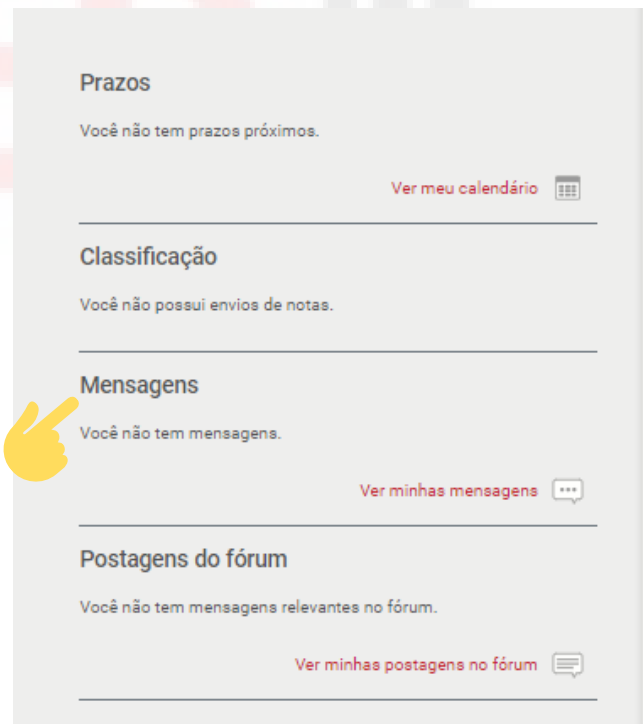 Prazos
Você não tem prazos próximos.
Ver meu calendário
Classificação
Você não possui envios de notas.
Mensagens
Você não tem mensagens.
Ver minhas mensagens
Postagens do fórum
Você não tem mensagens relevantes no fórum.
Ver minhas postagens no fórum